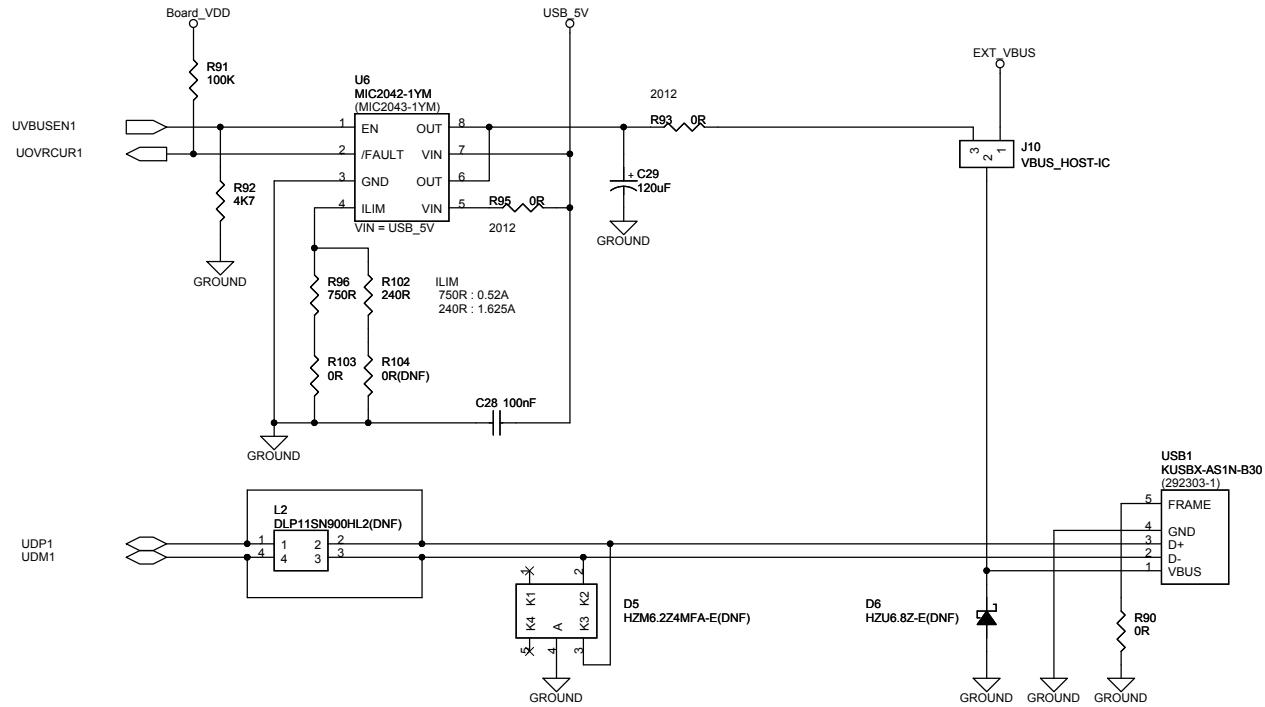 Board_VDD
USB_5V
EXT_VBUS
R91
100K
U6
MIC2042-1YM
(MIC2043-1YM)
2012
R93 0R
UVBUSEN1
UOVRCUR1
1 EN OUT 8
2 /FAULT VIN 7
3 GND OUT 6
4 ILIM VIN 5
VIN = USB_5V
R95 0R
2012
+ C29
120uF
GROUND
3 2 1
J10
VBUS_HOST-IC
R92
4K7
GROUND
R96
750R
R102
240R
ILIM
750R : 0.52A
240R : 1.625A
R103
0R
R104
0R(DNF)
C28 100nF
GROUND
USB1
KUSBX-AS1N-B30
(292303-1)
5 FRAME
4 GND
3 D+
2 D-
1 VBUS
L2
DLP11SN900HL2(DNF)
UDP1
UDM1
1 1 2 2
4 4 3 3
1 2
K1 K2
K4 A K3
5 4 3
D5
HZM6.2Z4MFA-E(DNF)
GROUND
D6
HZU6.8Z-E(DNF)
R90
0R
GROUND GROUND GROUND